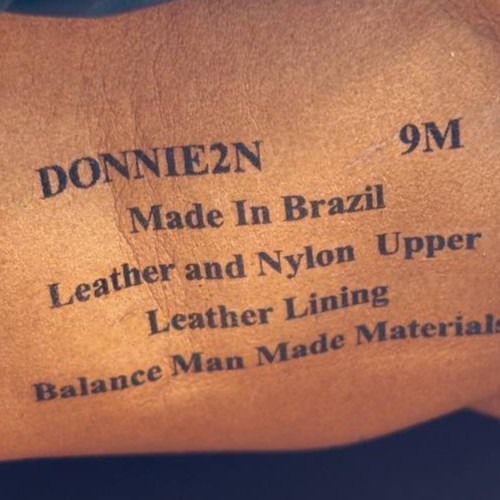 DONNIE2N 9M
Made In Brazil
Leather and Nylon Upper
Leather Lining
Balance Man Made Materials